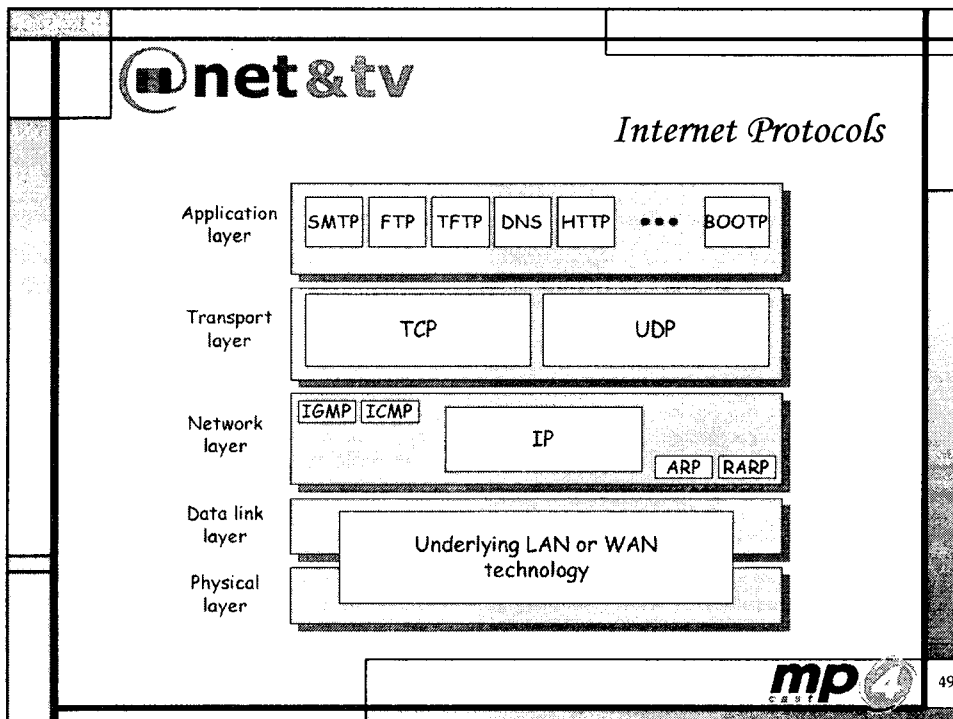 net&tv
Internet Protocols
Application
layer
SMTP FTP TFTP DNS HTTP ••• BOOTP
Transport
layer
TCP UDP
Network
layer
IGMP ICMP
IP
ARP RARP
Data link
layer
Underlying LAN or WAN
technology
Physical
layer
mp4
cast
49